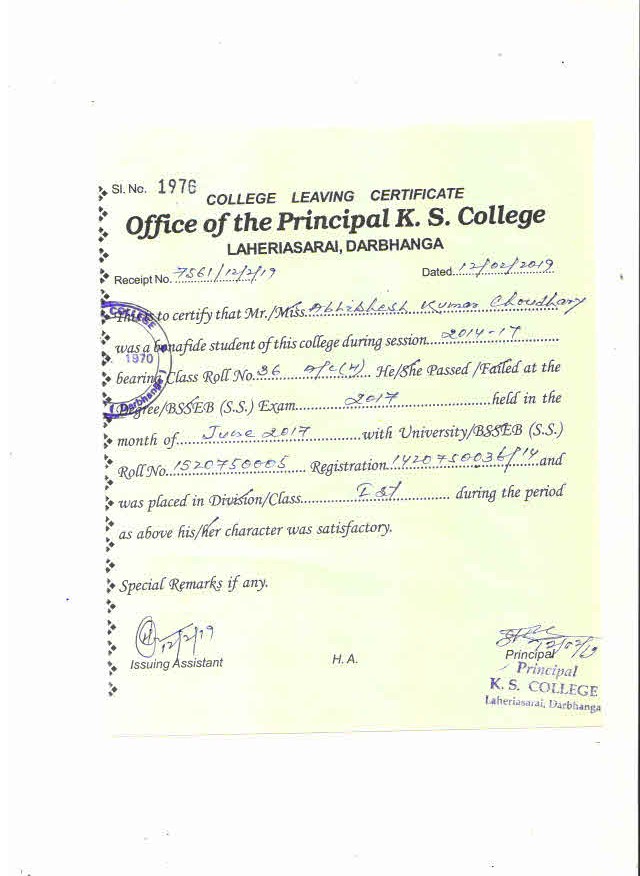 Sl. No. 1976
COLLEGE LEAVING CERTIFICATE
Office of the Principal K. S. College
LAHERIASARAI, DARBHANGA
Receipt No. 7561/12/2/19 Dated. 12/02/2019
This is to certify that Mr./Miss. Abhishesh Kumar Choudhary
was a bonafide student of this college during session 2014-17
bearing Class Roll No. 36 A/c(H) He/She Passed/Failed at the
Degree/BSSEB (S.S.) Exam. 2017 held in the
month of June 2017 with University/BSSEB (S.S.)
Roll No. 1520750005 Registration 1420750036/14 and
was placed in Division/Class Ist during the period
as above his/her character was satisfactory.
Special Remarks if any.
12/2/19
Issuing Assistant H. A. Principal
12/02/19
Principal
K. S. COLLEGE
Laheriasarai, Darbhanga
COLLEGE
1970
(Darbhanga)